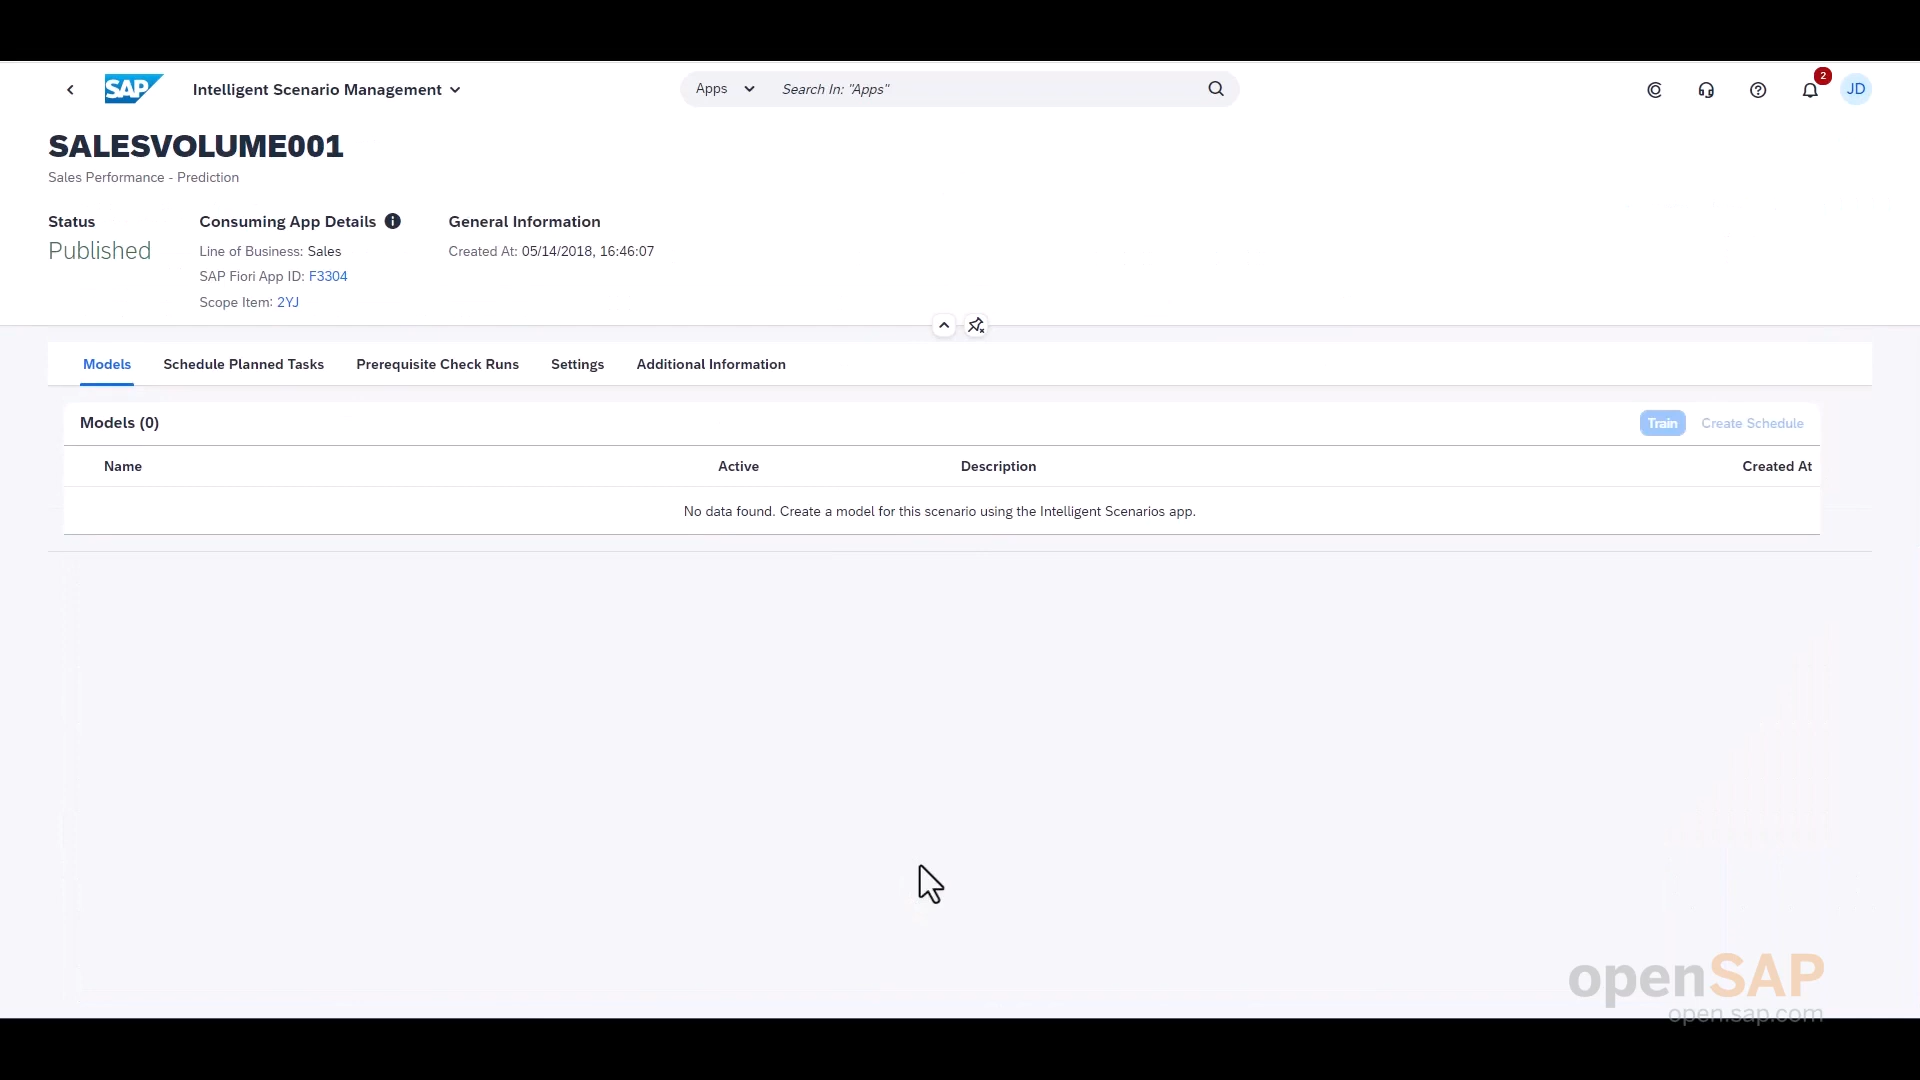 SAP Intelligent Scenario Management Apps Search In: "Apps" 2 JD
SALESVOLUME001
Sales Performance - Prediction
Status Consuming App Details General Information
Published Line of Business: Sales Created At: 05/14/2018, 16:46:07
SAP Fiori App ID: F3304
Scope Item: 2YJ
Models Schedule Planned Tasks Prerequisite Check Runs Settings Additional Information
Models (0) Train Create Schedule
Name Active Description Created At
No data found. Create a model for this scenario using the Intelligent Scenarios app.
openSAP
open.sap.com